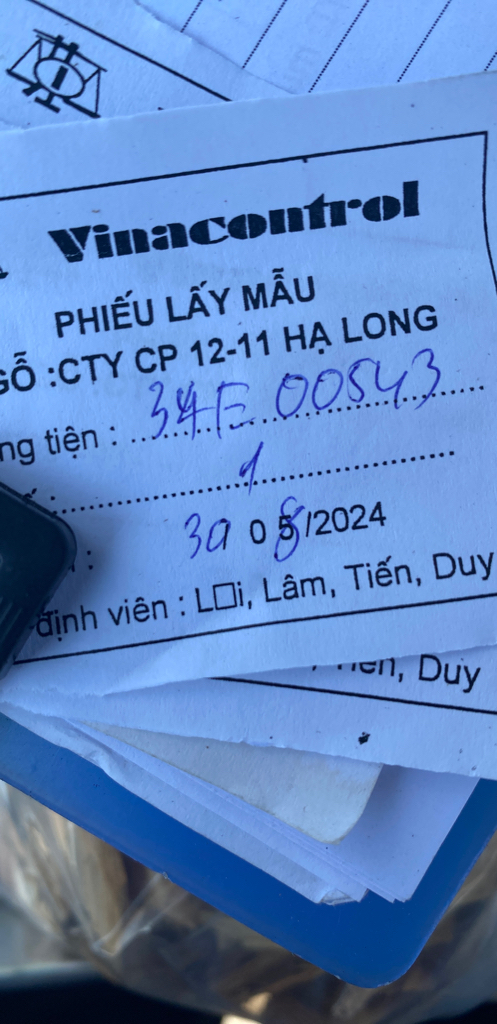 Vinacontrol
PHIẾU LẤY MẪU
GỖ :CTY CP 12-11 HẠ LONG
ng tiện : 34E 00543
: 1
: 30 08/2024
định viên : L□i, Lâm, Tiến, Duy
Tiến, Duy